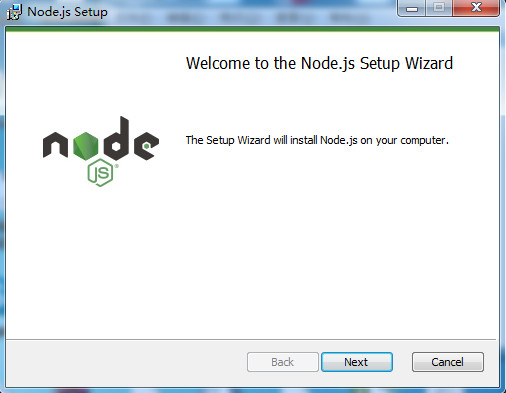 Node.js Setup
Welcome to the Node.js Setup Wizard
node
JS
The Setup Wizard will install Node.js on your computer.
Back
Next
Cancel